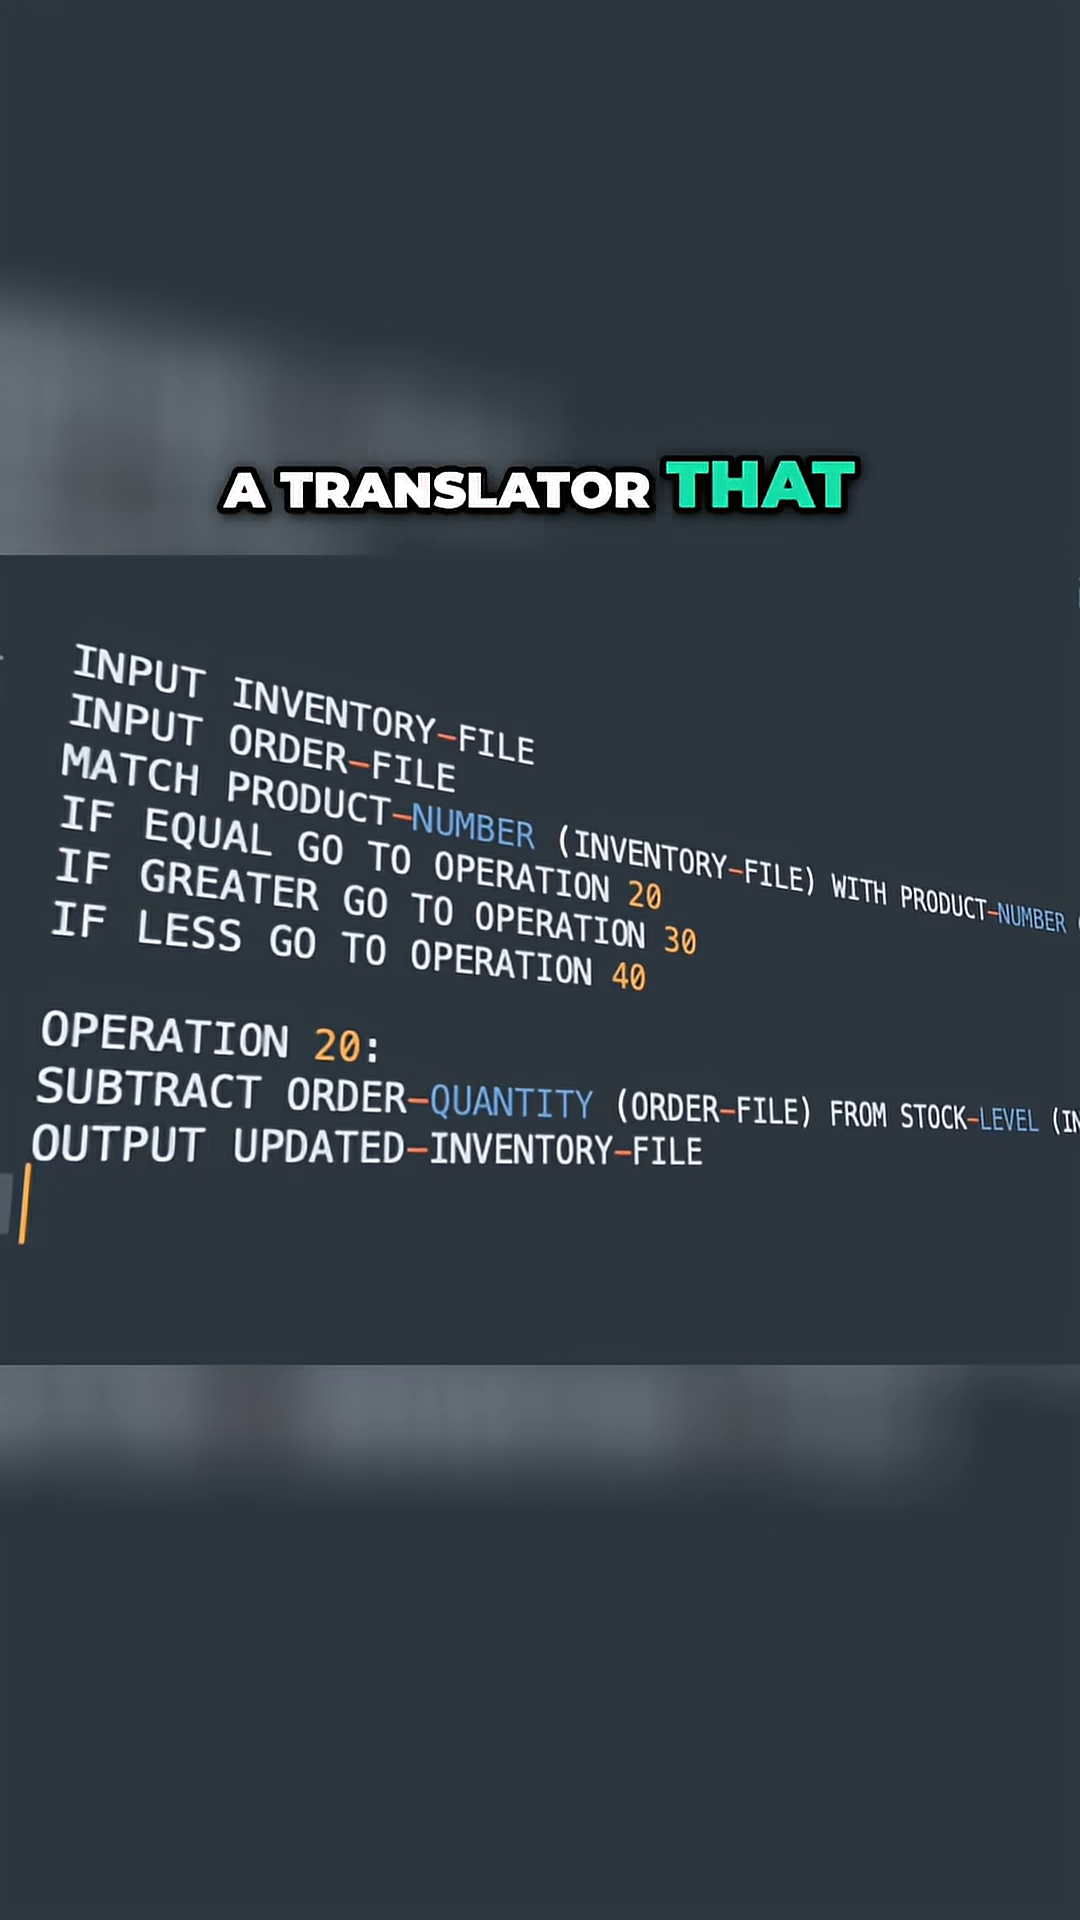 A TRANSLATOR THAT
INPUT INVENTORY-FILE
INPUT ORDER-FILE
MATCH PRODUCT-NUMBER (INVENTORY-FILE) WITH PRODUCT-NUMBER (
IF EQUAL GO TO OPERATION 20
IF GREATER GO TO OPERATION 30
IF LESS GO TO OPERATION 40
OPERATION 20:
SUBTRACT ORDER-QUANTITY (ORDER-FILE) FROM STOCK-LEVEL (IN
OUTPUT UPDATED-INVENTORY-FILE